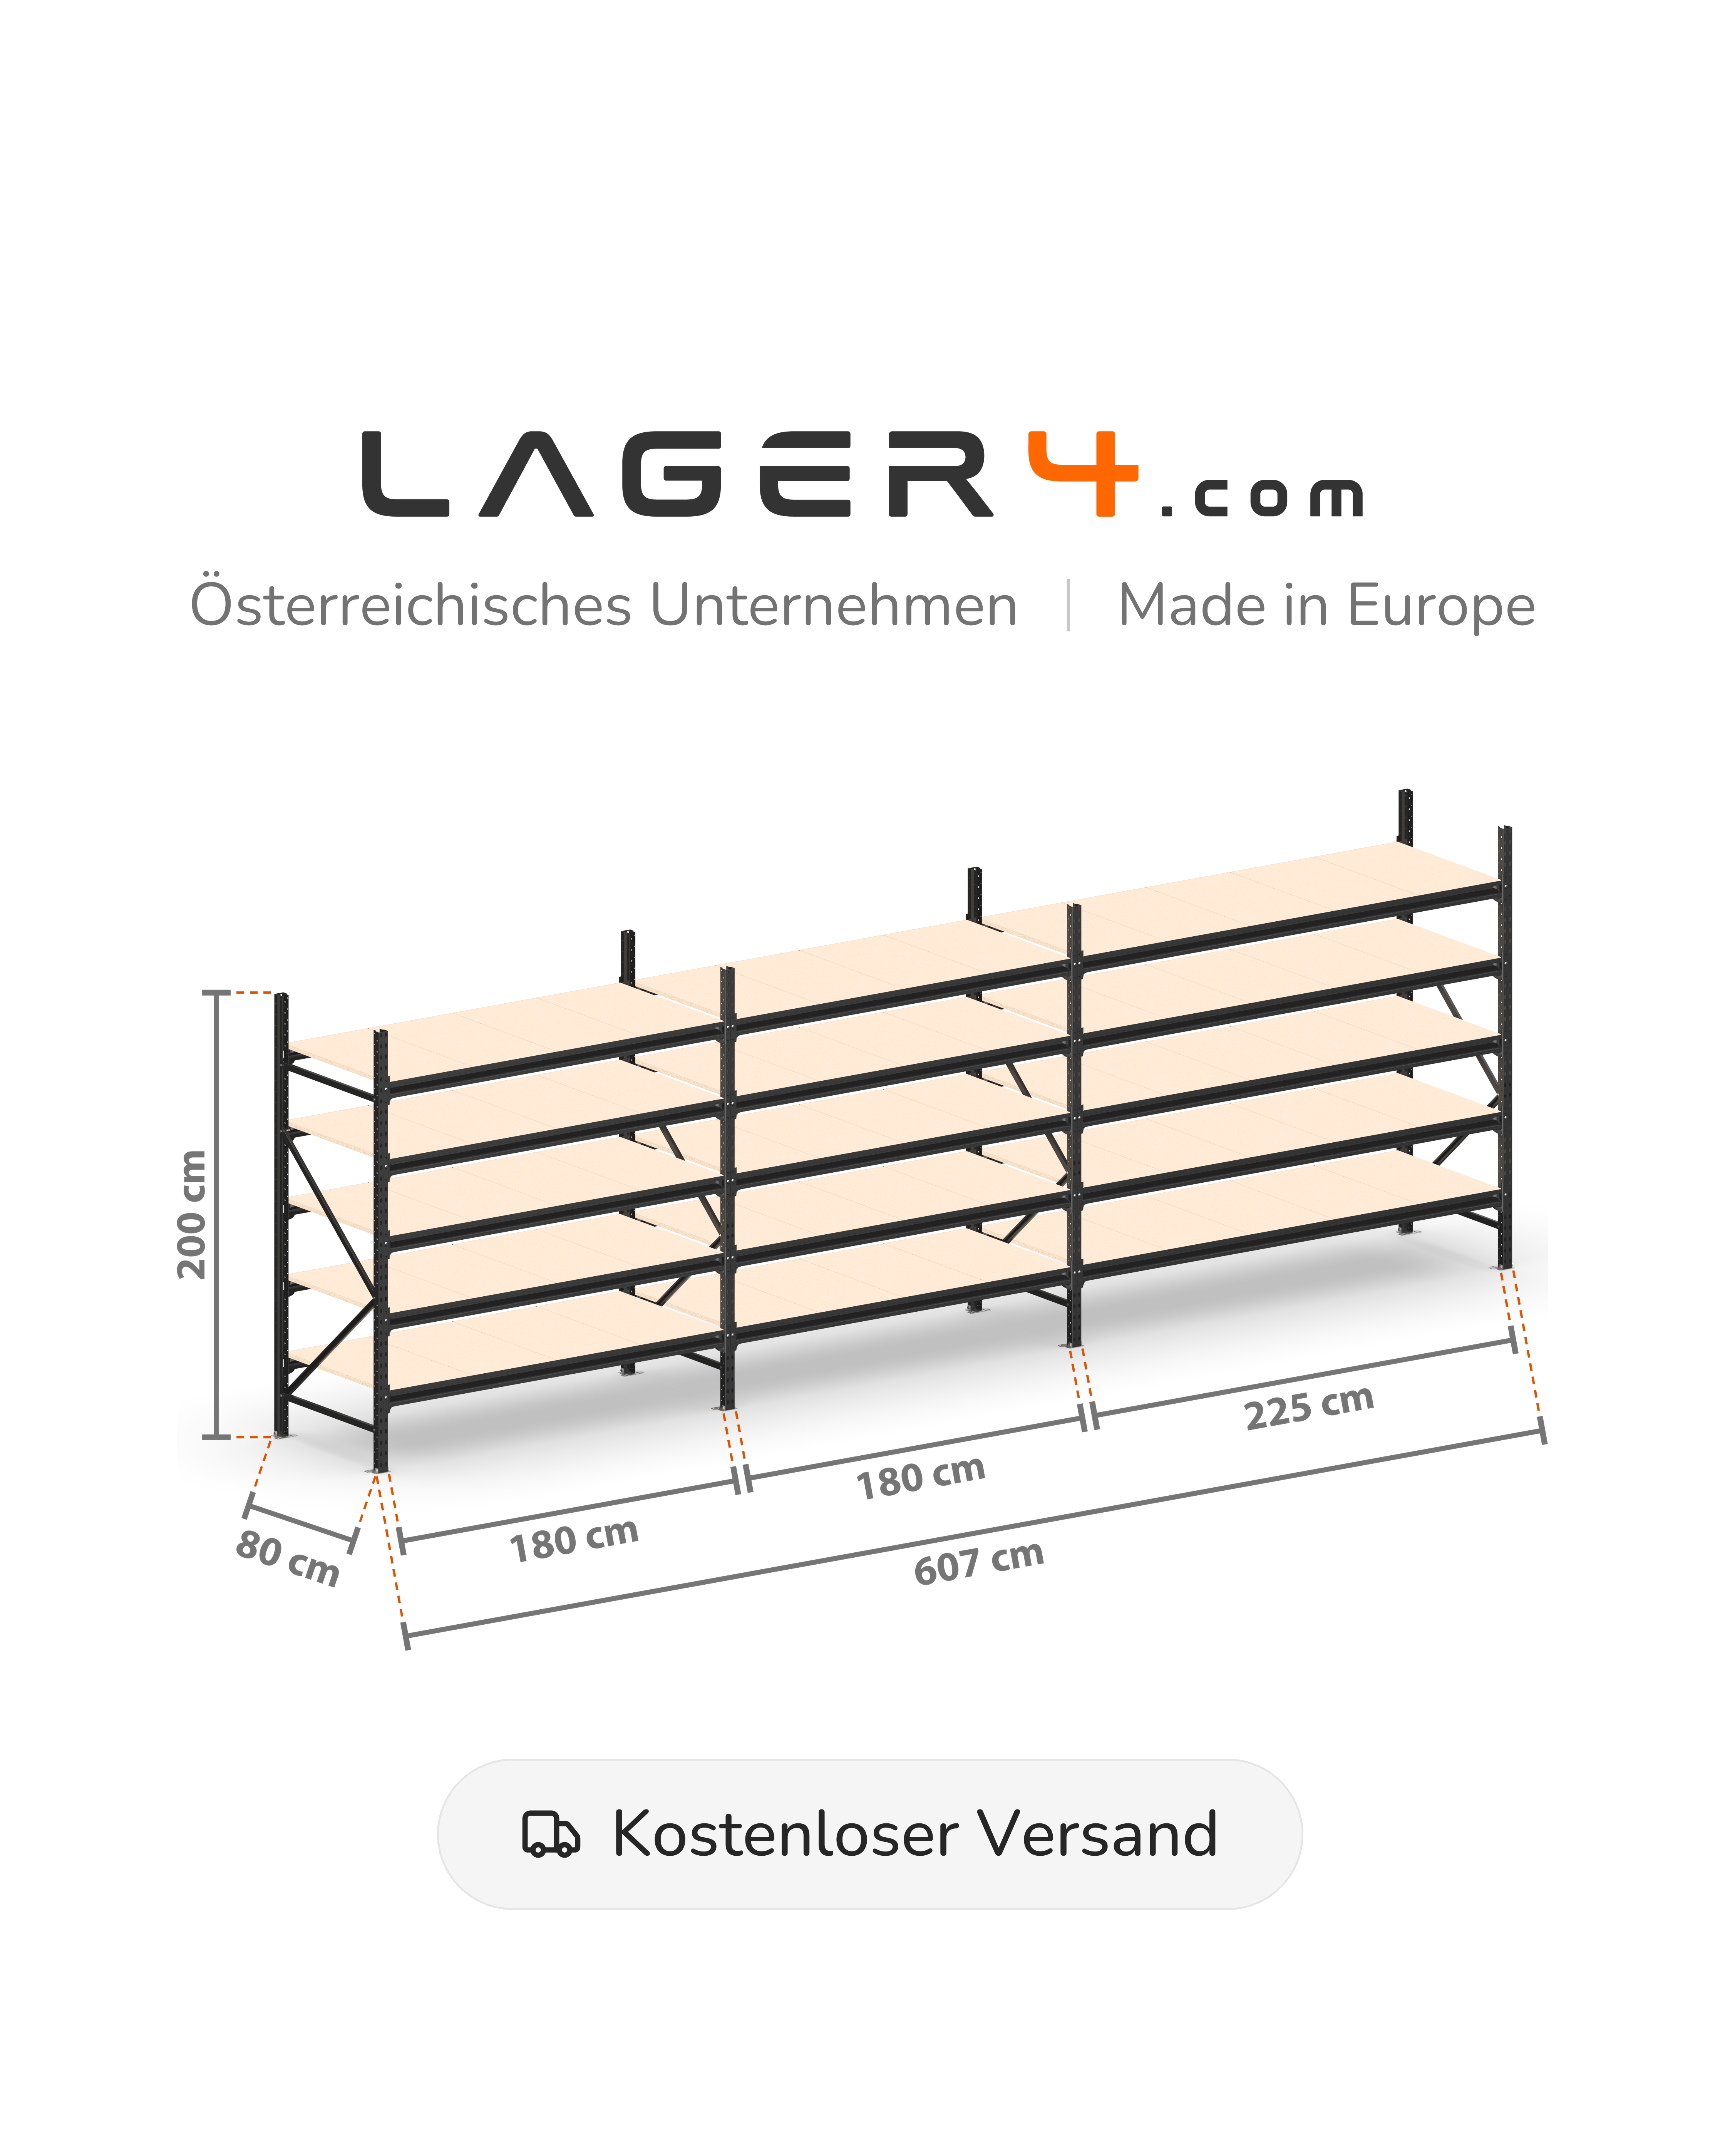 LAGER4.com
Österreichisches Unternehmen | Made in Europe
200 cm
80 cm
180 cm
180 cm
225 cm
607 cm
Kostenloser Versand